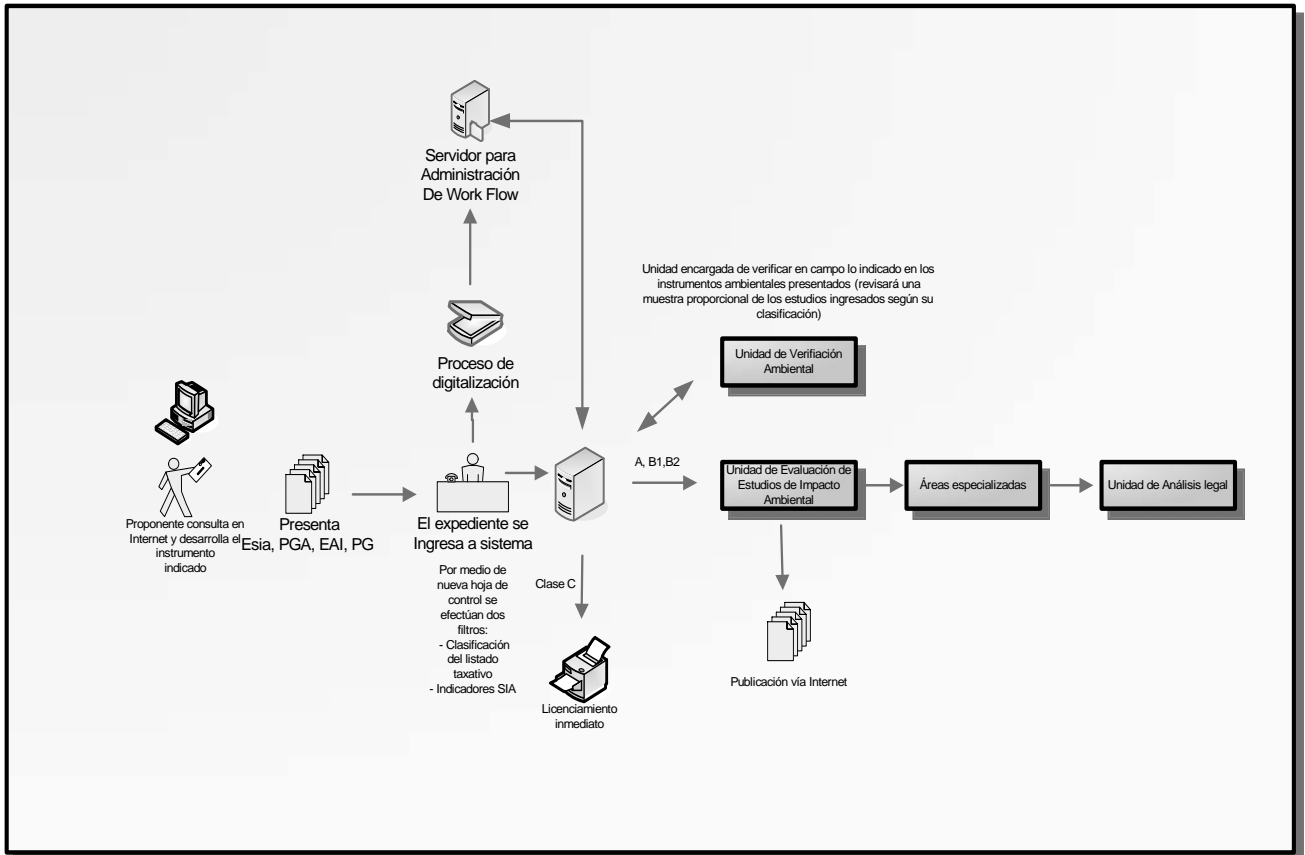 Servidor para
Administración
De Work Flow
Unidad encargada de verificar en campo lo indicado en los
instrumentos ambientales presentados (revisará una
muestra proporcional de los estudios ingresados según su
clasificación)
Unidad de Verifiación
Ambiental
Proceso de
digitalización
A, B1,B2
Unidad de Evaluación de
Estudios de Impacto
Ambiental
Áreas especializadas
Unidad de Análisis legal
Proponente consulta en
Internet y desarrolla el
instrumento
indicado
Presenta
Esia, PGA, EAI, PG
El expediente se
Ingresa a sistema
Por medio de
nueva hoja de
control se
efectúan dos
filtros:
- Clasificación
del listado
taxativo
- Indicadores SIA
Clase C
Licenciamiento
inmediato
Publicación vía Internet